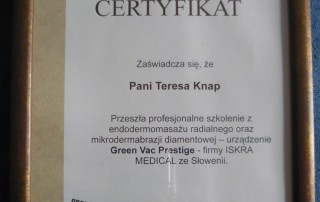 CERTYFIKAT
Zaświadcza się, że
Pani Teresa Knap
Przeszła profesjonalne szkolenie z
endodermomasażu radialnego oraz
mikrodermabrazji diamentowej – urządzenie
Green Vac Prestige - firmy ISKRA
MEDICAL ze Słowenii.